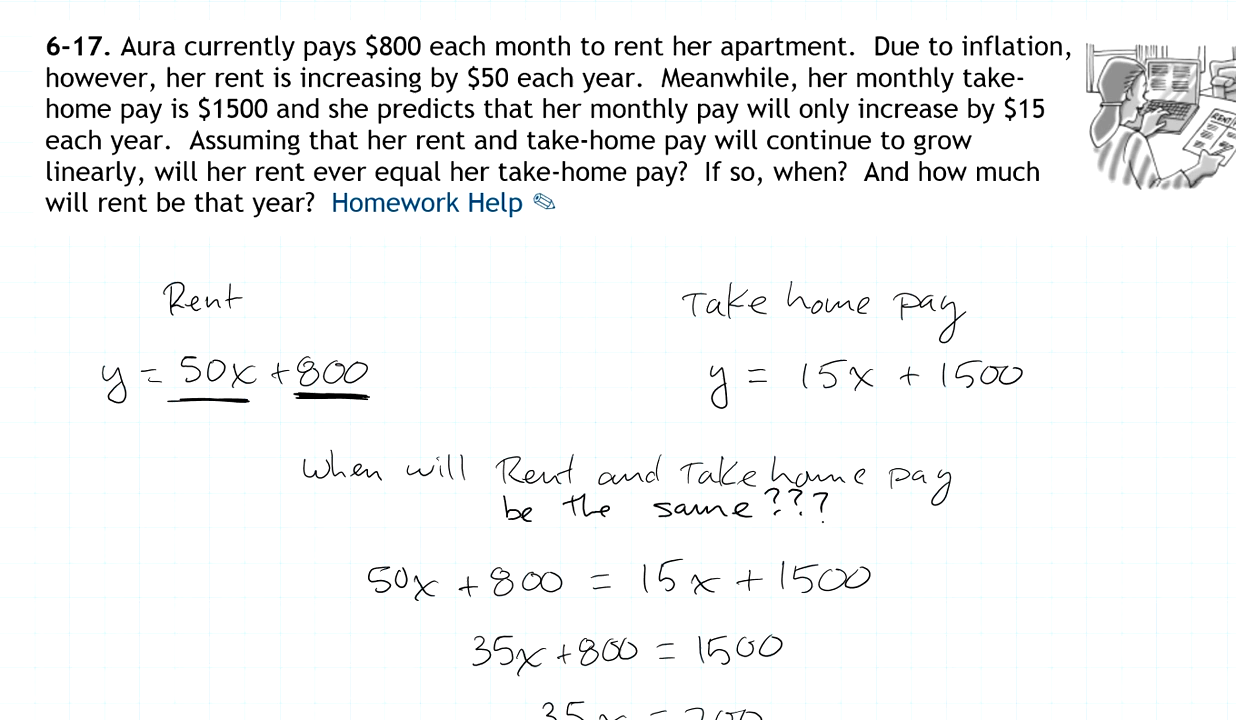 6-17. Aura currently pays $800 each month to rent her apartment. Due to inflation,
however, her rent is increasing by $50 each year. Meanwhile, her monthly take-
home pay is $1500 and she predicts that her monthly pay will only increase by $15
each year. Assuming that her rent and take-home pay will continue to grow
linearly, will her rent ever equal her take-home pay? If so, when? And how much
will rent be that year? Homework Help
RENT
Rent
Take home pay
y = 50x + 800
y = 15x + 1500
When will Rent and Take home pay
be the same???
50x + 800 = 15x + 1500
35x + 800 = 1500
35x = 700